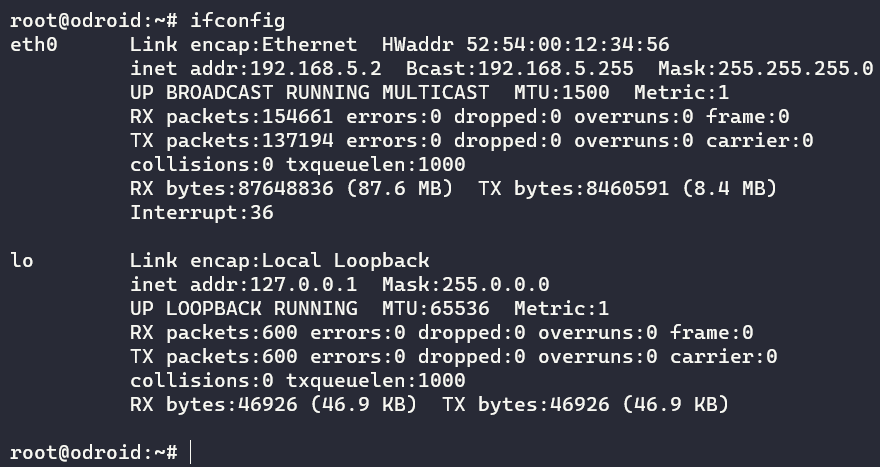 root@odroid:~# ifconfig
eth0      Link encap:Ethernet  HWaddr 52:54:00:12:34:56
          inet addr:192.168.5.2  Bcast:192.168.5.255  Mask:255.255.255.0
          UP BROADCAST RUNNING MULTICAST  MTU:1500  Metric:1
          RX packets:154661 errors:0 dropped:0 overruns:0 frame:0
          TX packets:137194 errors:0 dropped:0 overruns:0 carrier:0
          collisions:0 txqueuelen:1000
          RX bytes:87648836 (87.6 MB)  TX bytes:8460591 (8.4 MB)
          Interrupt:36

lo        Link encap:Local Loopback
          inet addr:127.0.0.1  Mask:255.0.0.0
          UP LOOPBACK RUNNING  MTU:65536  Metric:1
          RX packets:600 errors:0 dropped:0 overruns:0 frame:0
          TX packets:600 errors:0 dropped:0 overruns:0 carrier:0
          collisions:0 txqueuelen:1000
          RX bytes:46926 (46.9 KB)  TX bytes:46926 (46.9 KB)

root@odroid:~#